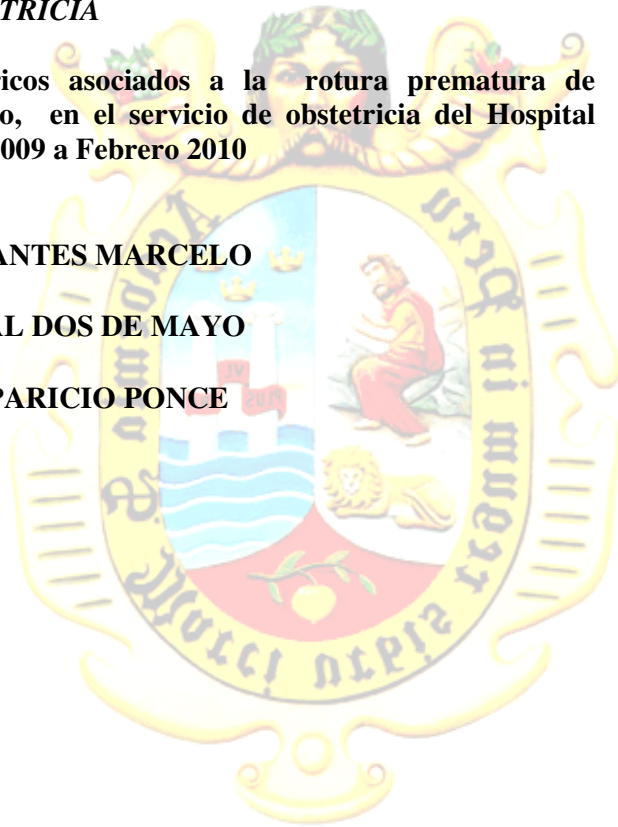 TRICIA
ricos asociados a la rotura prematura de
o, en el servicio de obstetricia del Hospital
009 a Febrero 2010
ANTES MARCELO
AL DOS DE MAYO
PARICIO PONCE